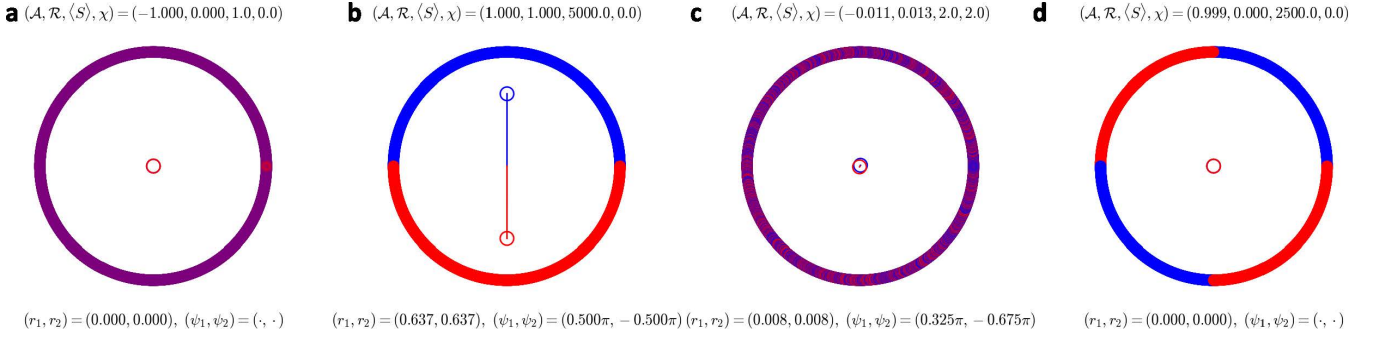 a (𝒜, ℛ, ⟨S⟩, χ) = (−1.000, 0.000, 1.0, 0.0)
b (𝒜, ℛ, ⟨S⟩, χ) = (1.000, 1.000, 5000.0, 0.0)
c (𝒜, ℛ, ⟨S⟩, χ) = (−0.011, 0.013, 2.0, 2.0)
d (𝒜, ℛ, ⟨S⟩, χ) = (0.999, 0.000, 2500.0, 0.0)
(r₁, r₂) = (0.000, 0.000), (ψ₁, ψ₂) = (·, ·)
(r₁, r₂) = (0.637, 0.637), (ψ₁, ψ₂) = (0.500π, −0.500π)
(r₁, r₂) = (0.008, 0.008), (ψ₁, ψ₂) = (0.325π, −0.675π)
(r₁, r₂) = (0.000, 0.000), (ψ₁, ψ₂) = (·, ·)